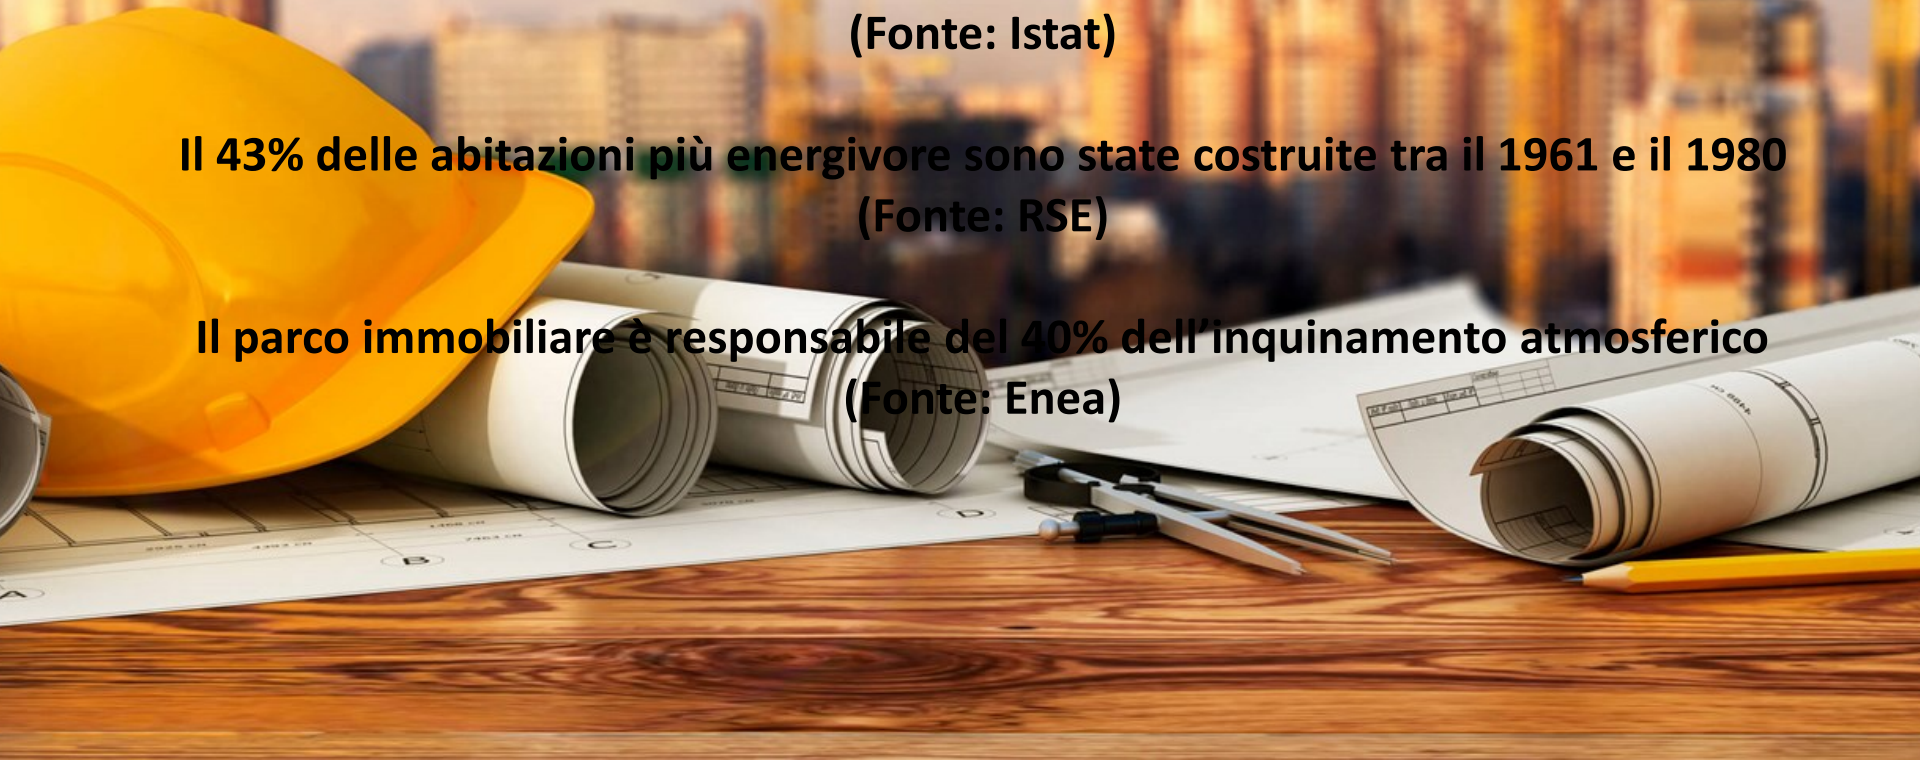 (Fonte: Istat)
Il 43% delle abitazioni più energivore sono state costruite tra il 1961 e il 1980
(Fonte: RSE)
Il parco immobiliare è responsabile del 40% dell’inquinamento atmosferico
(Fonte: Enea)
A
B
C
D